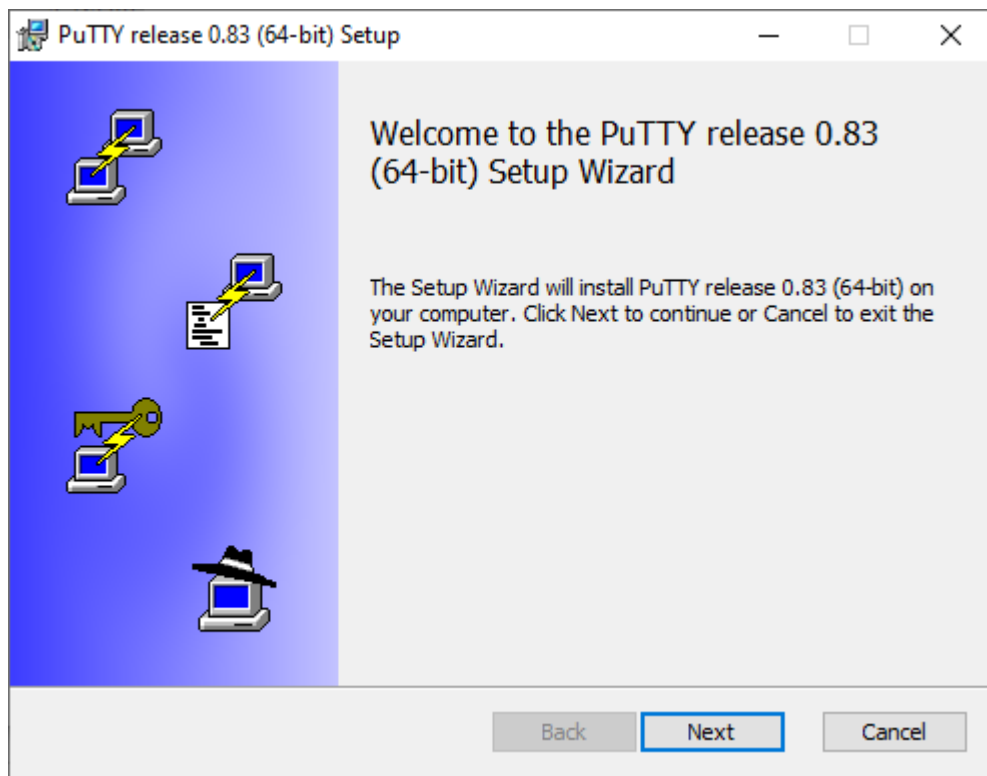 PuTTY release 0.83 (64-bit) Setup
Welcome to the PuTTY release 0.83
(64-bit) Setup Wizard
The Setup Wizard will install PuTTY release 0.83 (64-bit) on
your computer. Click Next to continue or Cancel to exit the
Setup Wizard.
Back Next Cancel